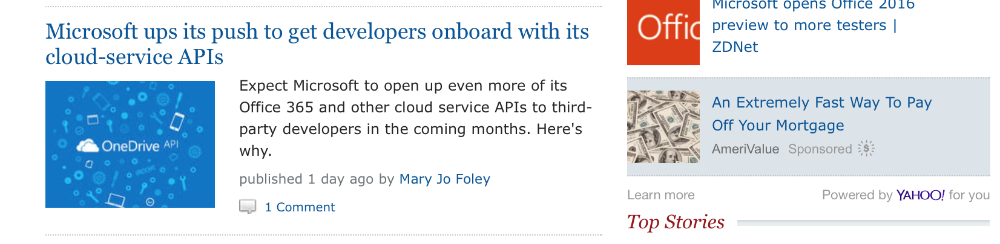 Microsoft ups its push to get developers onboard with its
cloud-service APIs
OneDrive API
Expect Microsoft to open up even more of its
Office 365 and other cloud service APIs to third-
party developers in the coming months. Here's
why.
published 1 day ago by Mary Jo Foley
1 Comment
Microsoft opens Office 2016
preview to more testers |
ZDNet
Offic
An Extremely Fast Way To Pay
Off Your Mortgage
AmeriValue Sponsored $
Learn more
Powered by YAHOO! for you
Top Stories